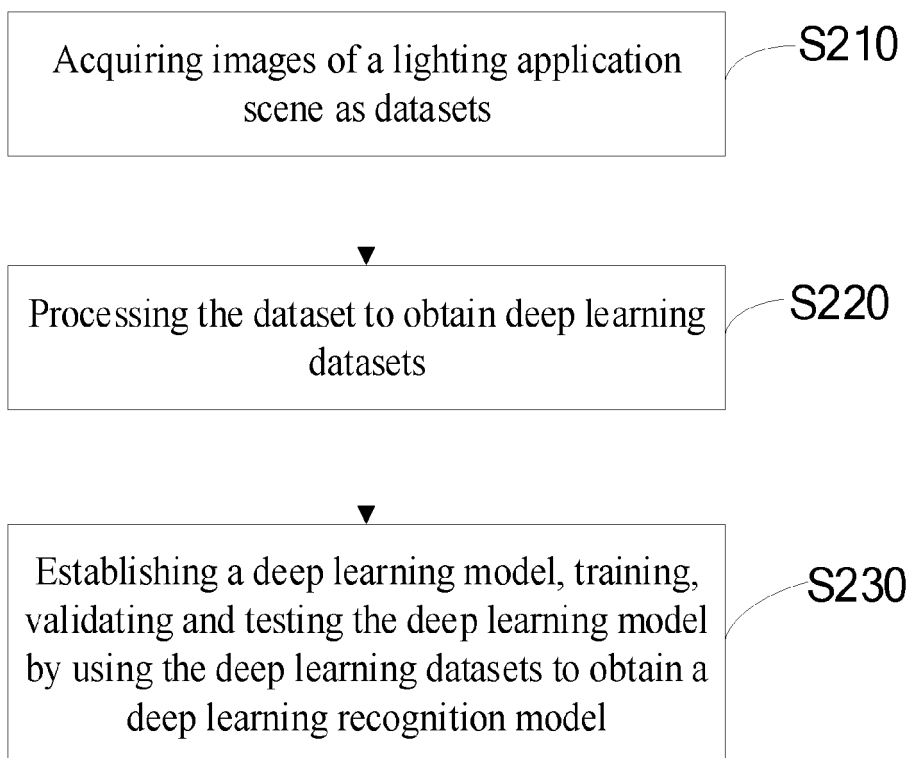 Acquiring images of a lighting application
scene as datasets
S210
Processing the dataset to obtain deep learning
datasets
S220
Establishing a deep learning model, training,
validating and testing the deep learning model
by using the deep learning datasets to obtain a
deep learning recognition model
S230